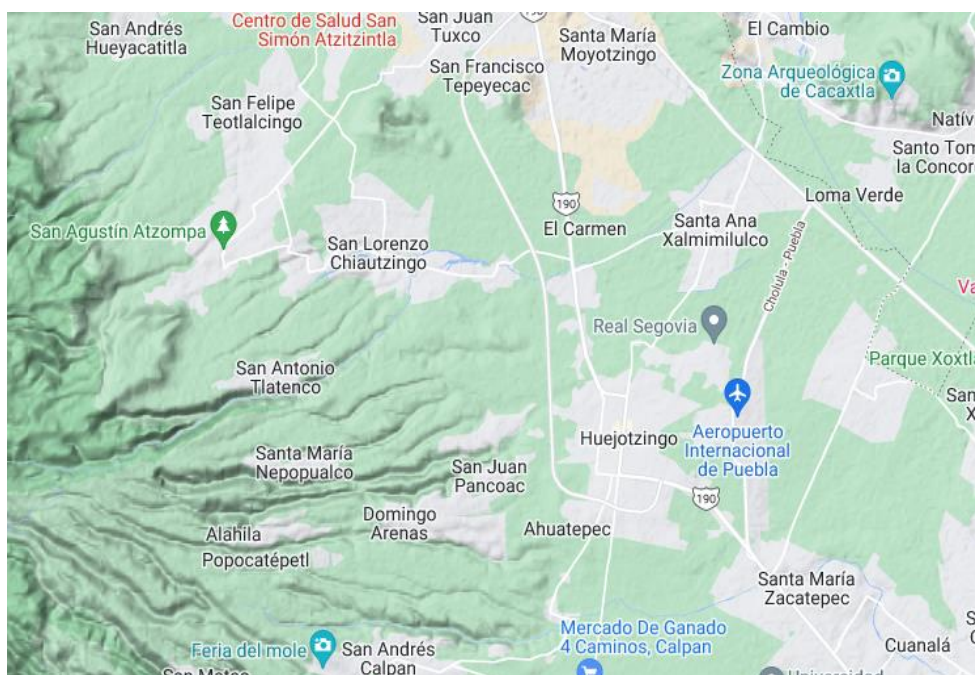 San Andrés
Hueyacatitla
Centro de Salud San
Simón Atzitzintla
San Juan
Tuxco
190
Santa María
Moyotzingo
El Cambio
San Francisco
Tepeyecac
Zona Arqueológica
de Cacaxtla
San Felipe
Teotlalcingo
Santo Tom
la Concor
Loma Verde
190
San Agustín Atzompa
San Lorenzo
Chiautzingo
El Carmen
Santa Ana
Xalmimilulco
Cholula - Puebla
Real Segovia
Parque Xoxtla
San Antonio
Tlatenco
Huejotzingo
Aeropuerto
Internacional
de Puebla
Santa María
Nepopualco
San Juan
Pancoac
190
Domingo
Arenas
Ahuatepec
Alahíla
Popocatépetl
Santa María
Zacatepec
Mercado De Ganado
4 Caminos, Calpan
Cuanalá
Feria del mole
San Andrés
Calpan